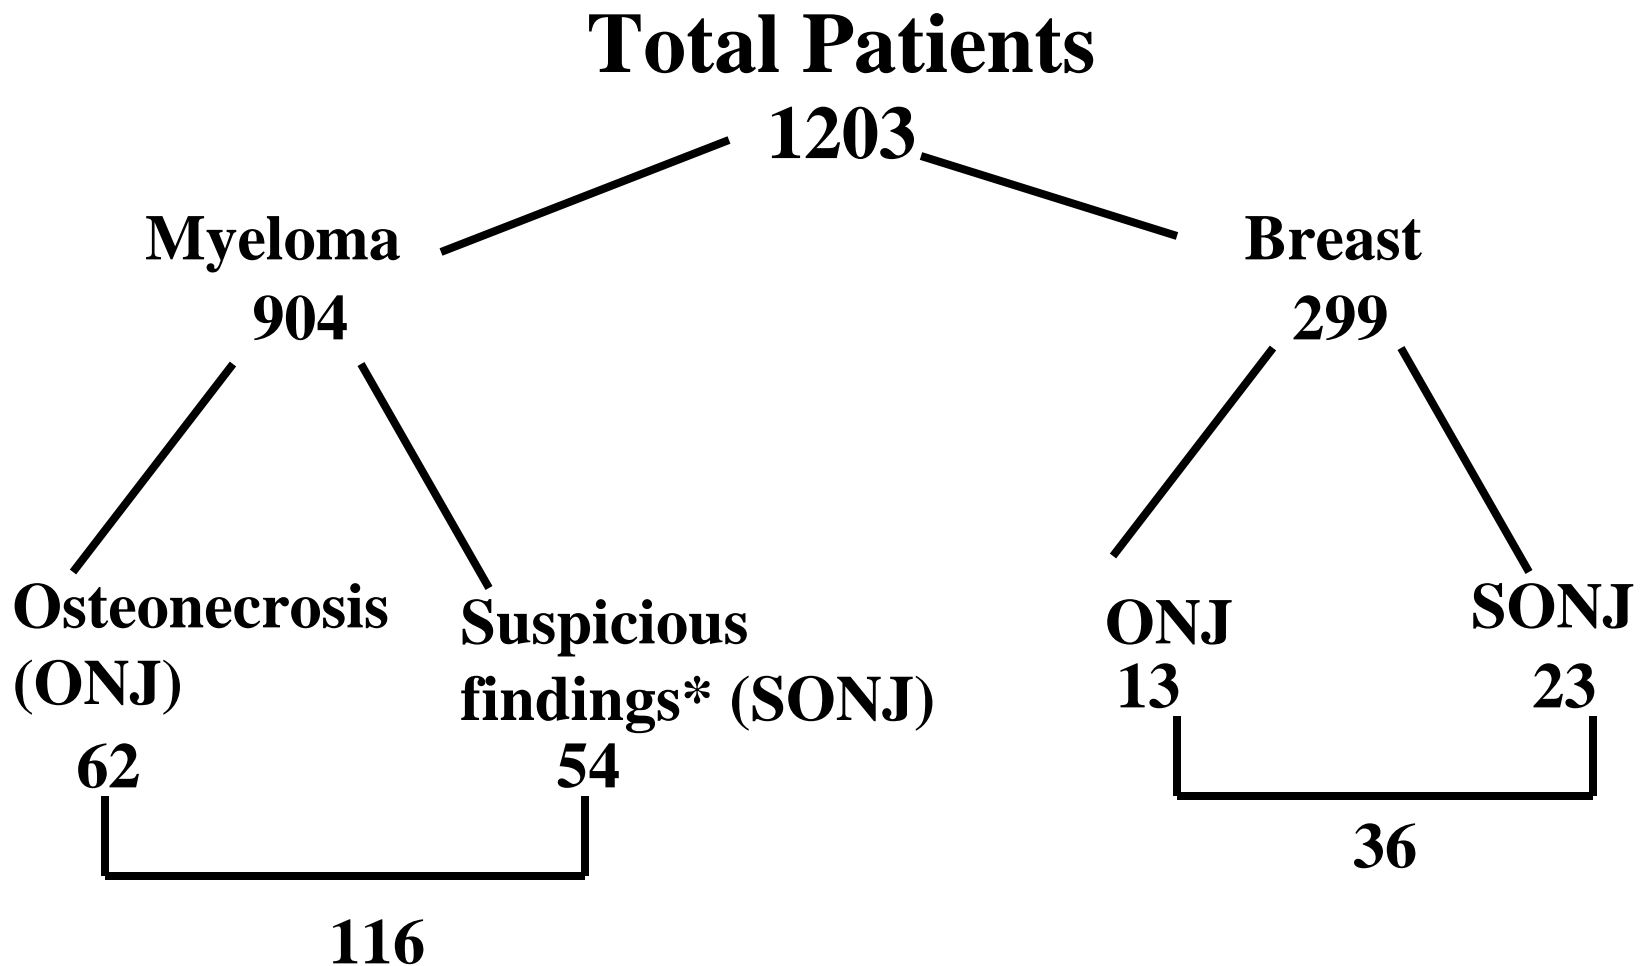 Total Patients
1203
Myeloma
904
Breast
299
Osteonecrosis
(ONJ)
62
Suspicious
findings* (SONJ)
54
116
ONJ
13
SONJ
23
36